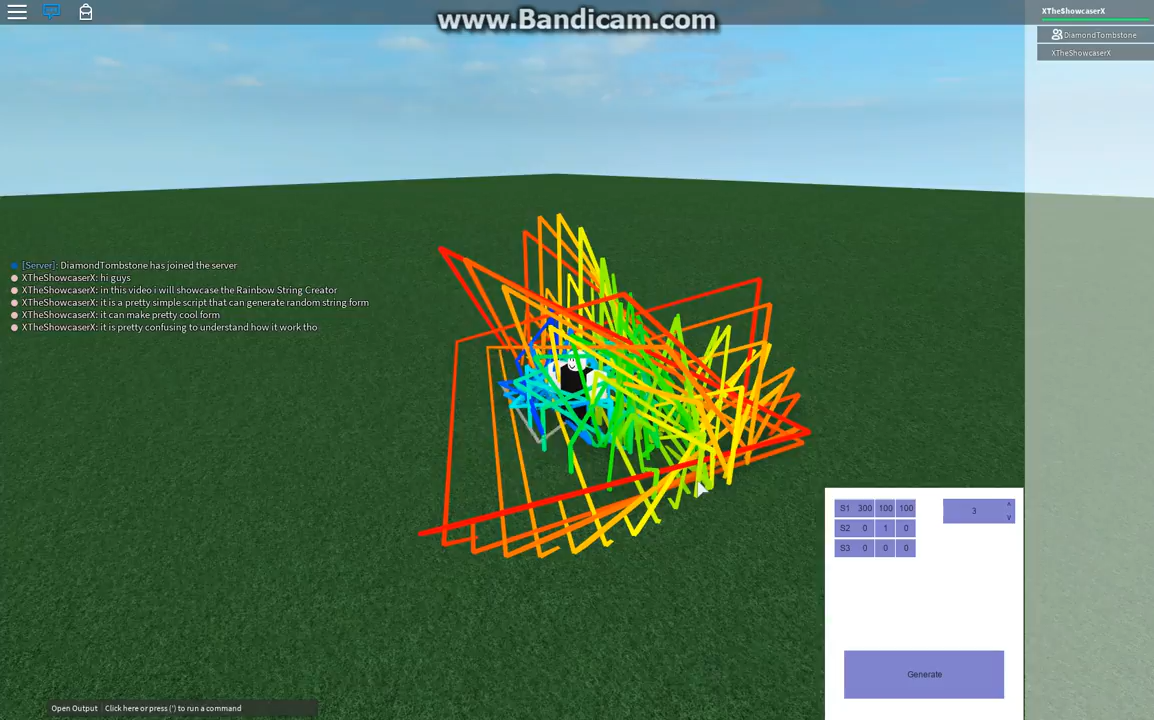 www.Bandicam.com
XTheShowcaserX
DiamondTombstone
XTheShowcaserX
[Server]: DiamondTombstone has joined the server
XTheShowcaserX: hi guys
XTheShowcaserX: in this video i will showcase the Rainbow String Creator
XTheShowcaserX: it is a pretty simple script that can generate random string form
XTheShowcaserX: it can make pretty cool form
XTheShowcaserX: it is pretty confusing to understand how it work tho
S1 300 100 100
3
S2 0 1 0
S3 0 0 0
Generate
Open Output Click here or press (') to run a command